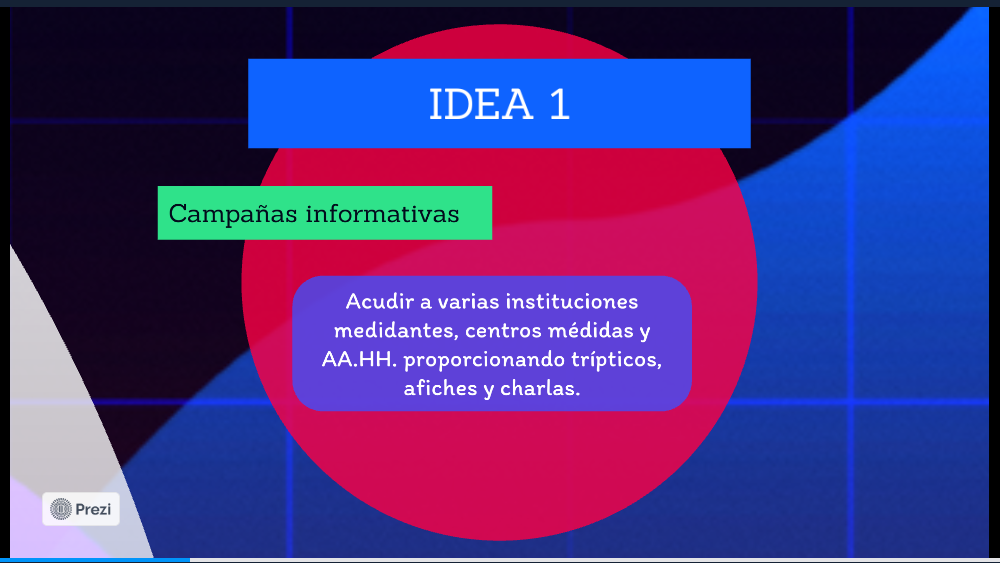 IDEA 1
Campañas informativas
Acudir a varias instituciones
medidantes, centros médidas y
AA.HH. proporcionando trípticos,
afiches y charlas.
Prezi